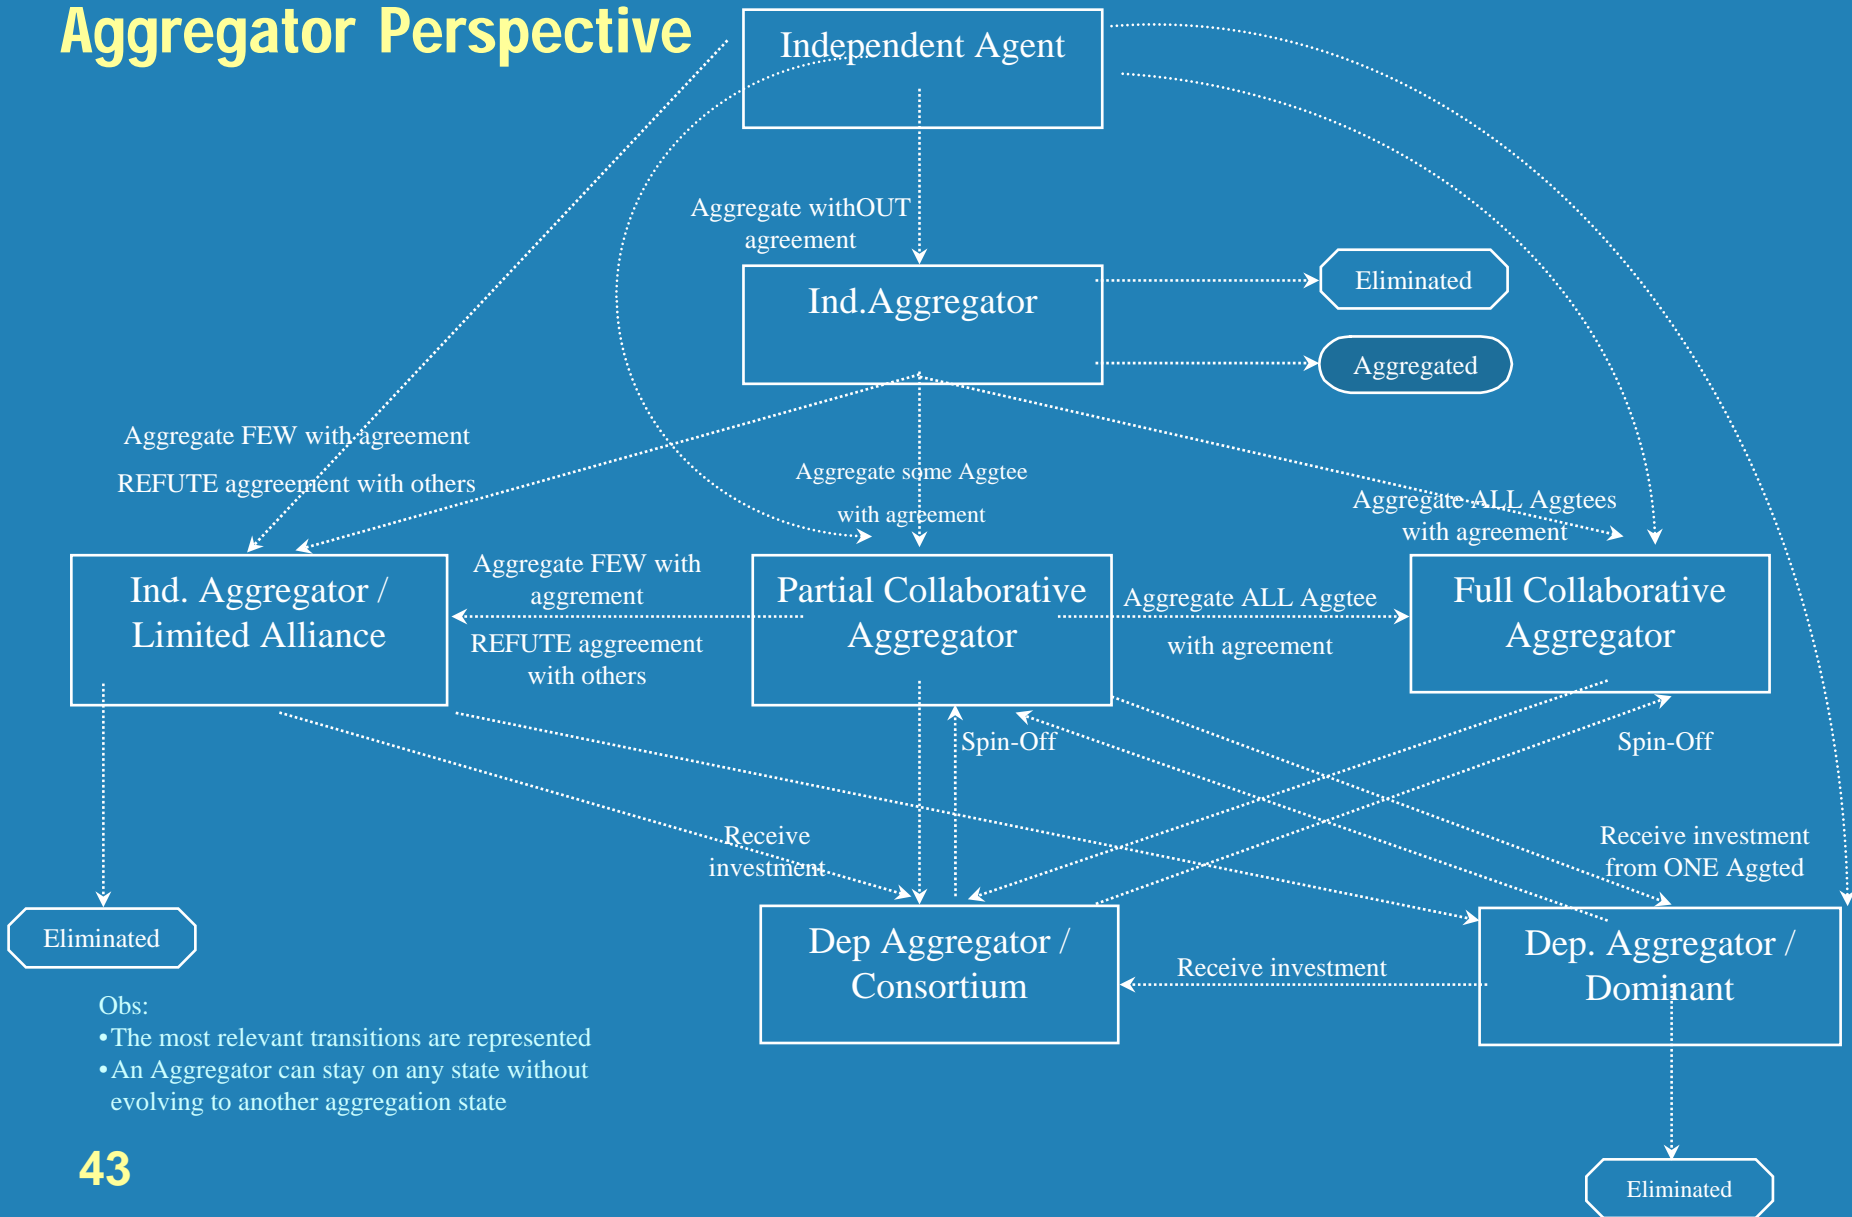 Aggregator Perspective
Independent Agent
Aggregate withOUT
agreement
Ind.Aggregator
Eliminated
Aggregated
Aggregate FEW with agreement
REFUTE aggreement with others
Aggregate some Aggtee
with agreement
Aggregate ALL Aggtees
with agreement
Ind. Aggregator /
Limited Alliance
Aggregate FEW with
aggrement
REFUTE aggreement
with others
Partial Collaborative
Aggregator
Aggregate ALL Aggtee
with agreement
Full Collaborative
Aggregator
Spin-Off
Spin-Off
Receive
investment
Receive investment
from ONE Aggted
Eliminated
Dep Aggregator /
Consortium
Receive investment
Dep. Aggregator /
Dominant
Obs:
•The most relevant transitions are represented
•An Aggregator can stay on any state without
evolving to another aggregation state
43
Eliminated